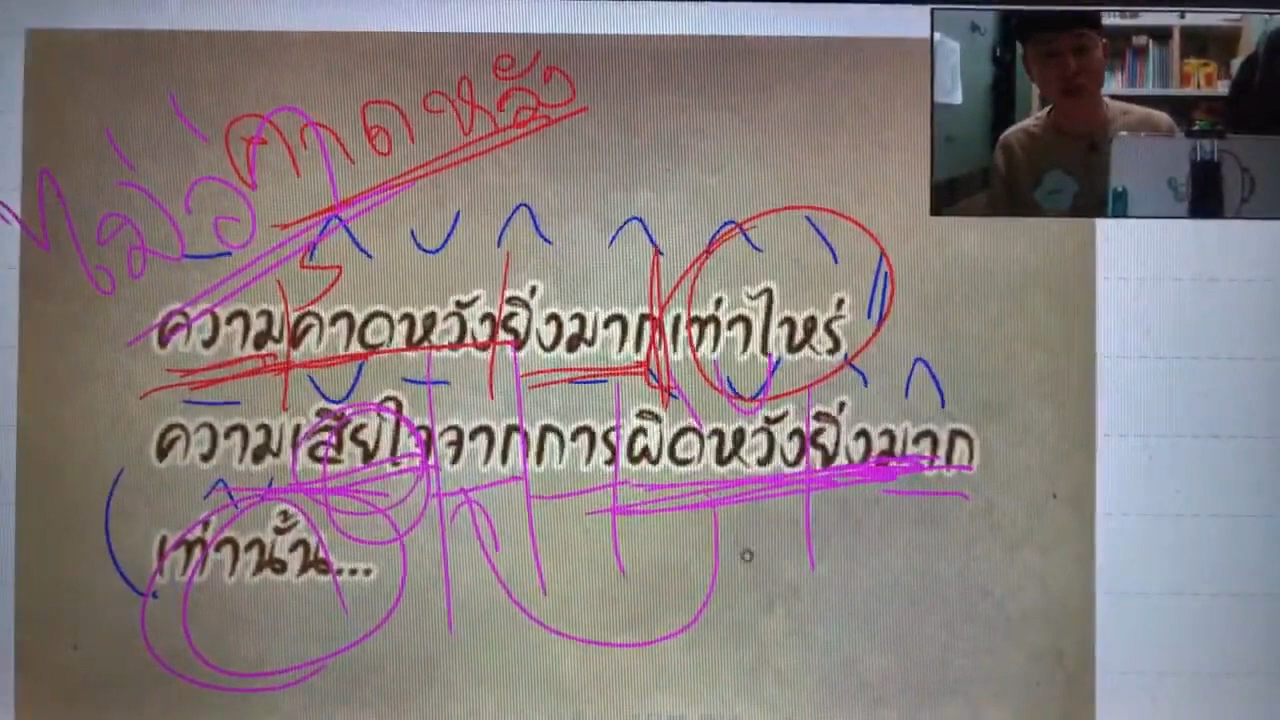 ไม่ว่า คาดหวัง
ความคาดหวังยิ่งมากเท่าไหร่
ความเสียใจจากการผิดหวังยิ่งมาก
เท่านั้น...